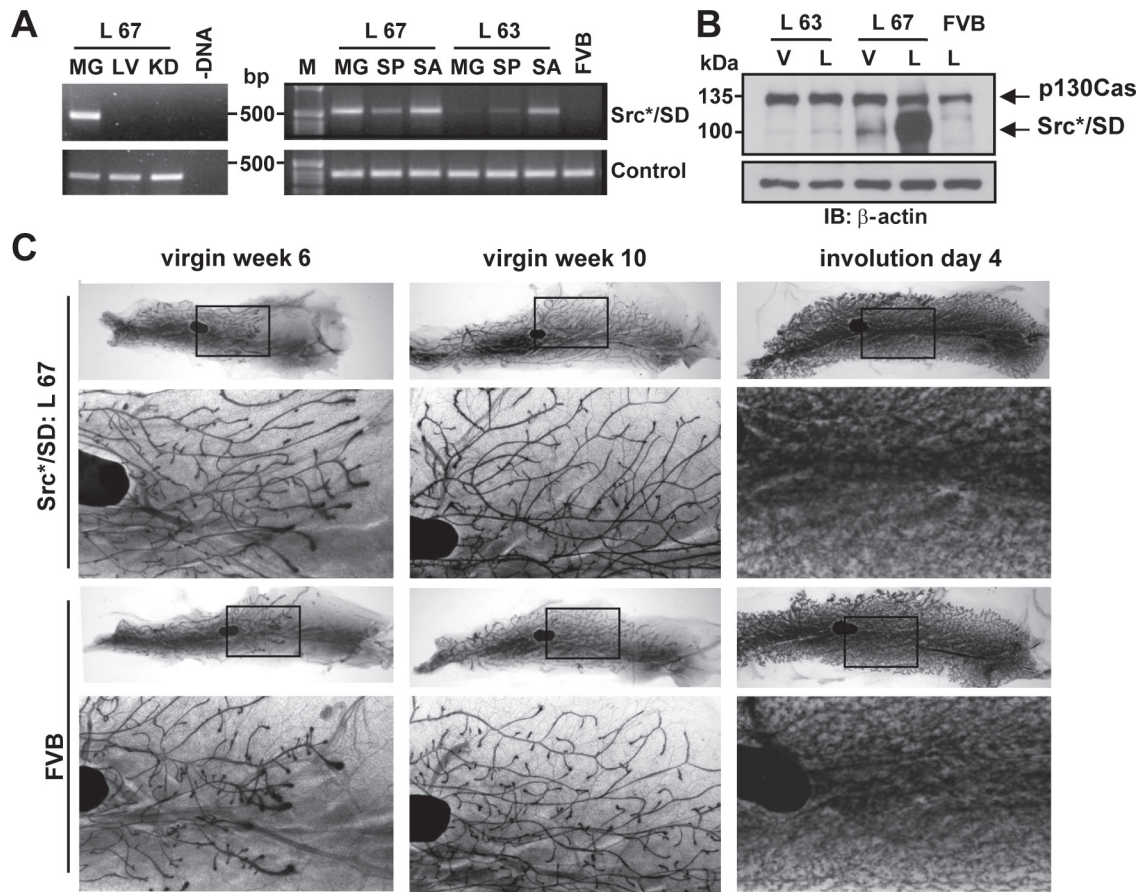 A
L 67
MG LV KD -DNA
bp
500
500
L 67 L 63
M MG SP SA MG SP SA FVB
Src*/SD
Control
B
L 63 L 67 FVB
kDa V L V L L
135 p130Cas
100 Src*/SD
IB: β-actin
C
virgin week 6 virgin week 10 involution day 4
Src*/SD: L 67
FVB